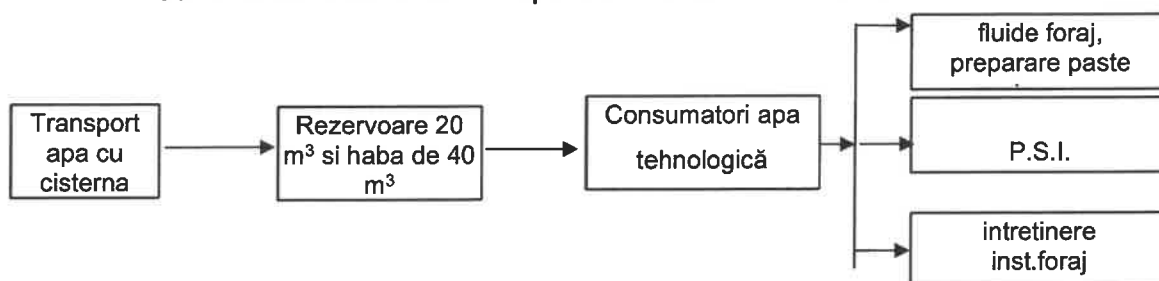 Transport
apa cu
cisterna
Rezervoare 20
m³ si haba de 40
m³
Consumatori apa
tehnologică
fluide foraj,
preparare paste
P.S.I.
intretinere
inst.foraj